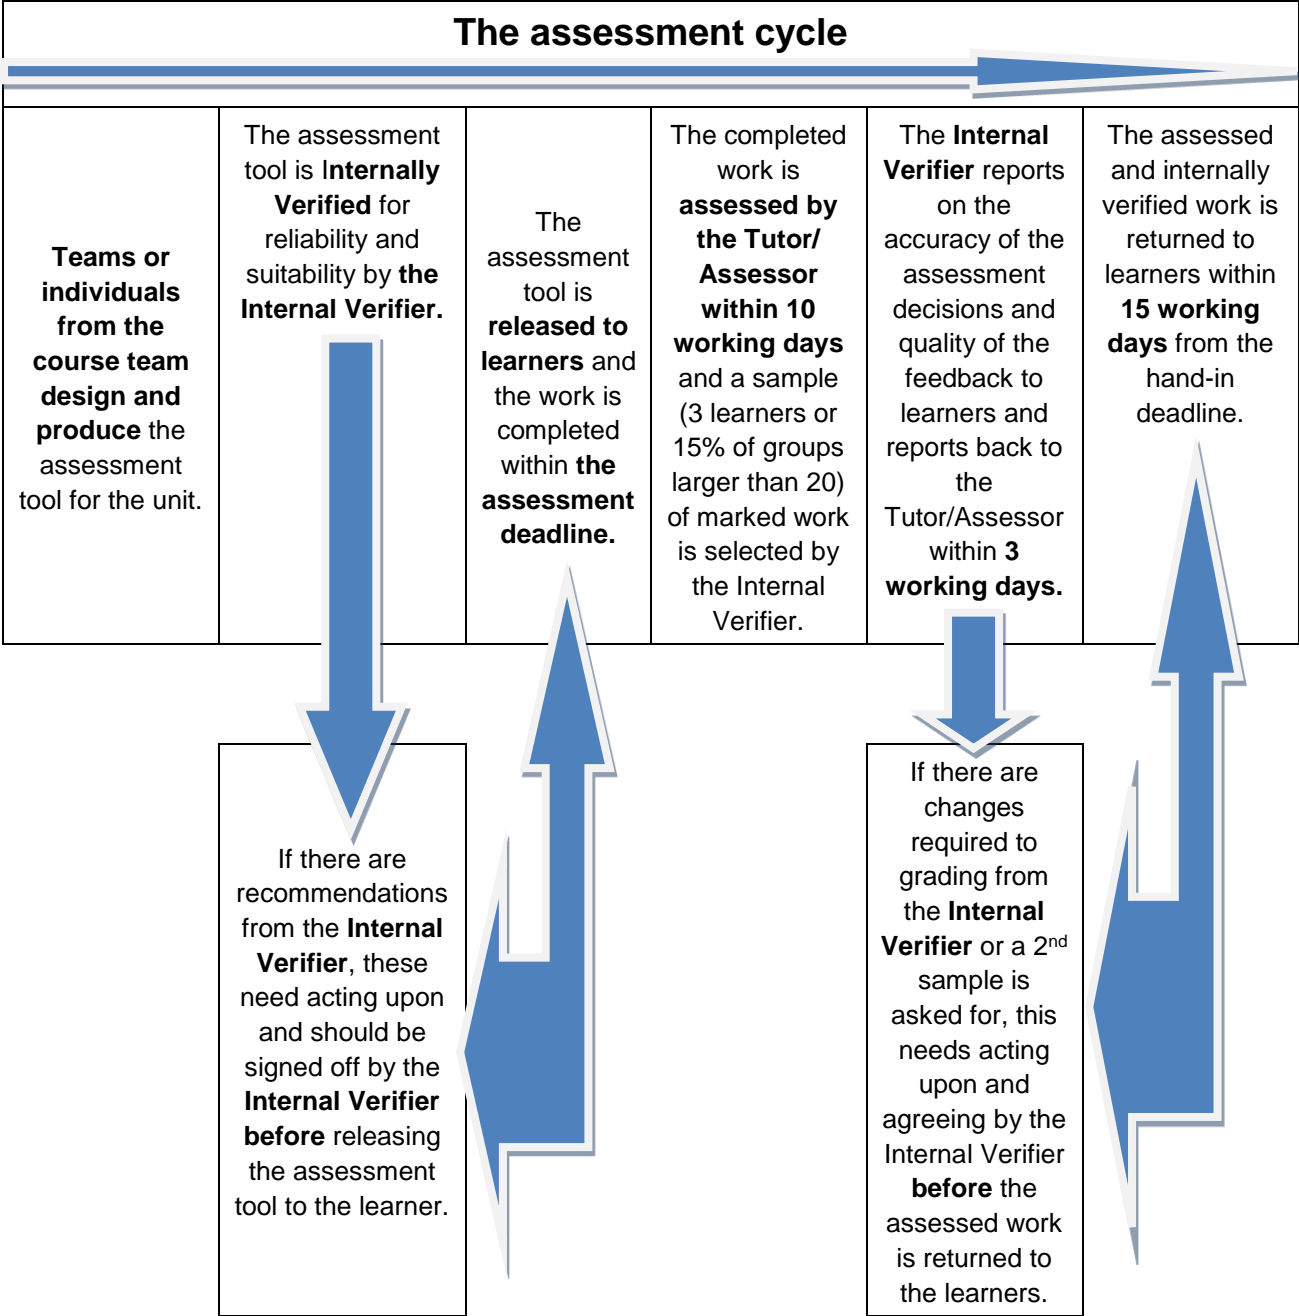 The assessment cycle
Teams or
individuals
from the
course team
design and
produce the
assessment
tool for the unit.
The assessment
tool is Internally
Verified for
reliability and
suitability by the
Internal Verifier.
The
assessment
tool is
released to
learners and
the work is
completed
within the
assessment
deadline.
The completed
work is
assessed by
the Tutor/
Assessor
within 10
working days
and a sample
(3 learners or
15% of groups
larger than 20)
of marked work
is selected by
the Internal
Verifier.
The Internal
Verifier reports
on the
accuracy of the
assessment
decisions and
quality of the
feedback to
learners and
reports back to
the
Tutor/Assessor
within 3
working days.
The assessed
and internally
verified work is
returned to
learners within
15 working
days from the
hand-in
deadline.
If there are
recommendations
from the Internal
Verifier, these
need acting upon
and should be
signed off by the
Internal Verifier
before releasing
the assessment
tool to the learner.
If there are
changes
required to
grading from
the Internal
Verifier or a 2nd
sample is
asked for, this
needs acting
upon and
agreeing by the
Internal Verifier
before the
assessed work
is returned to
the learners.